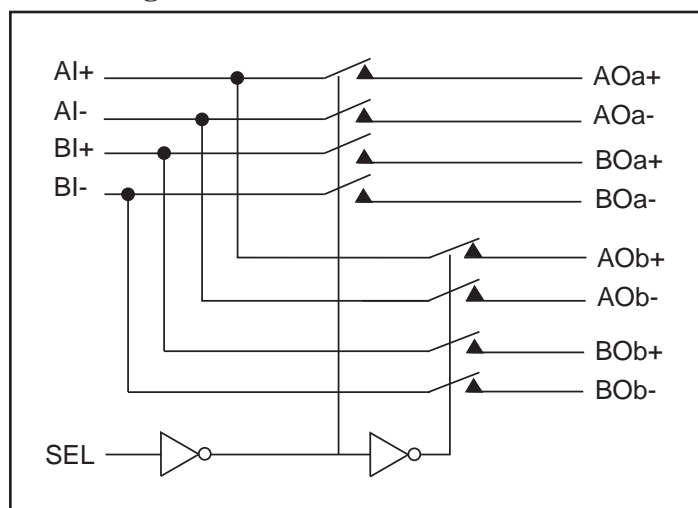 AI+
AOa+
AI-
AOa-
BI+
BOa+
BI-
BOa-
AOb+
AOb-
BOb+
BOb-
SEL